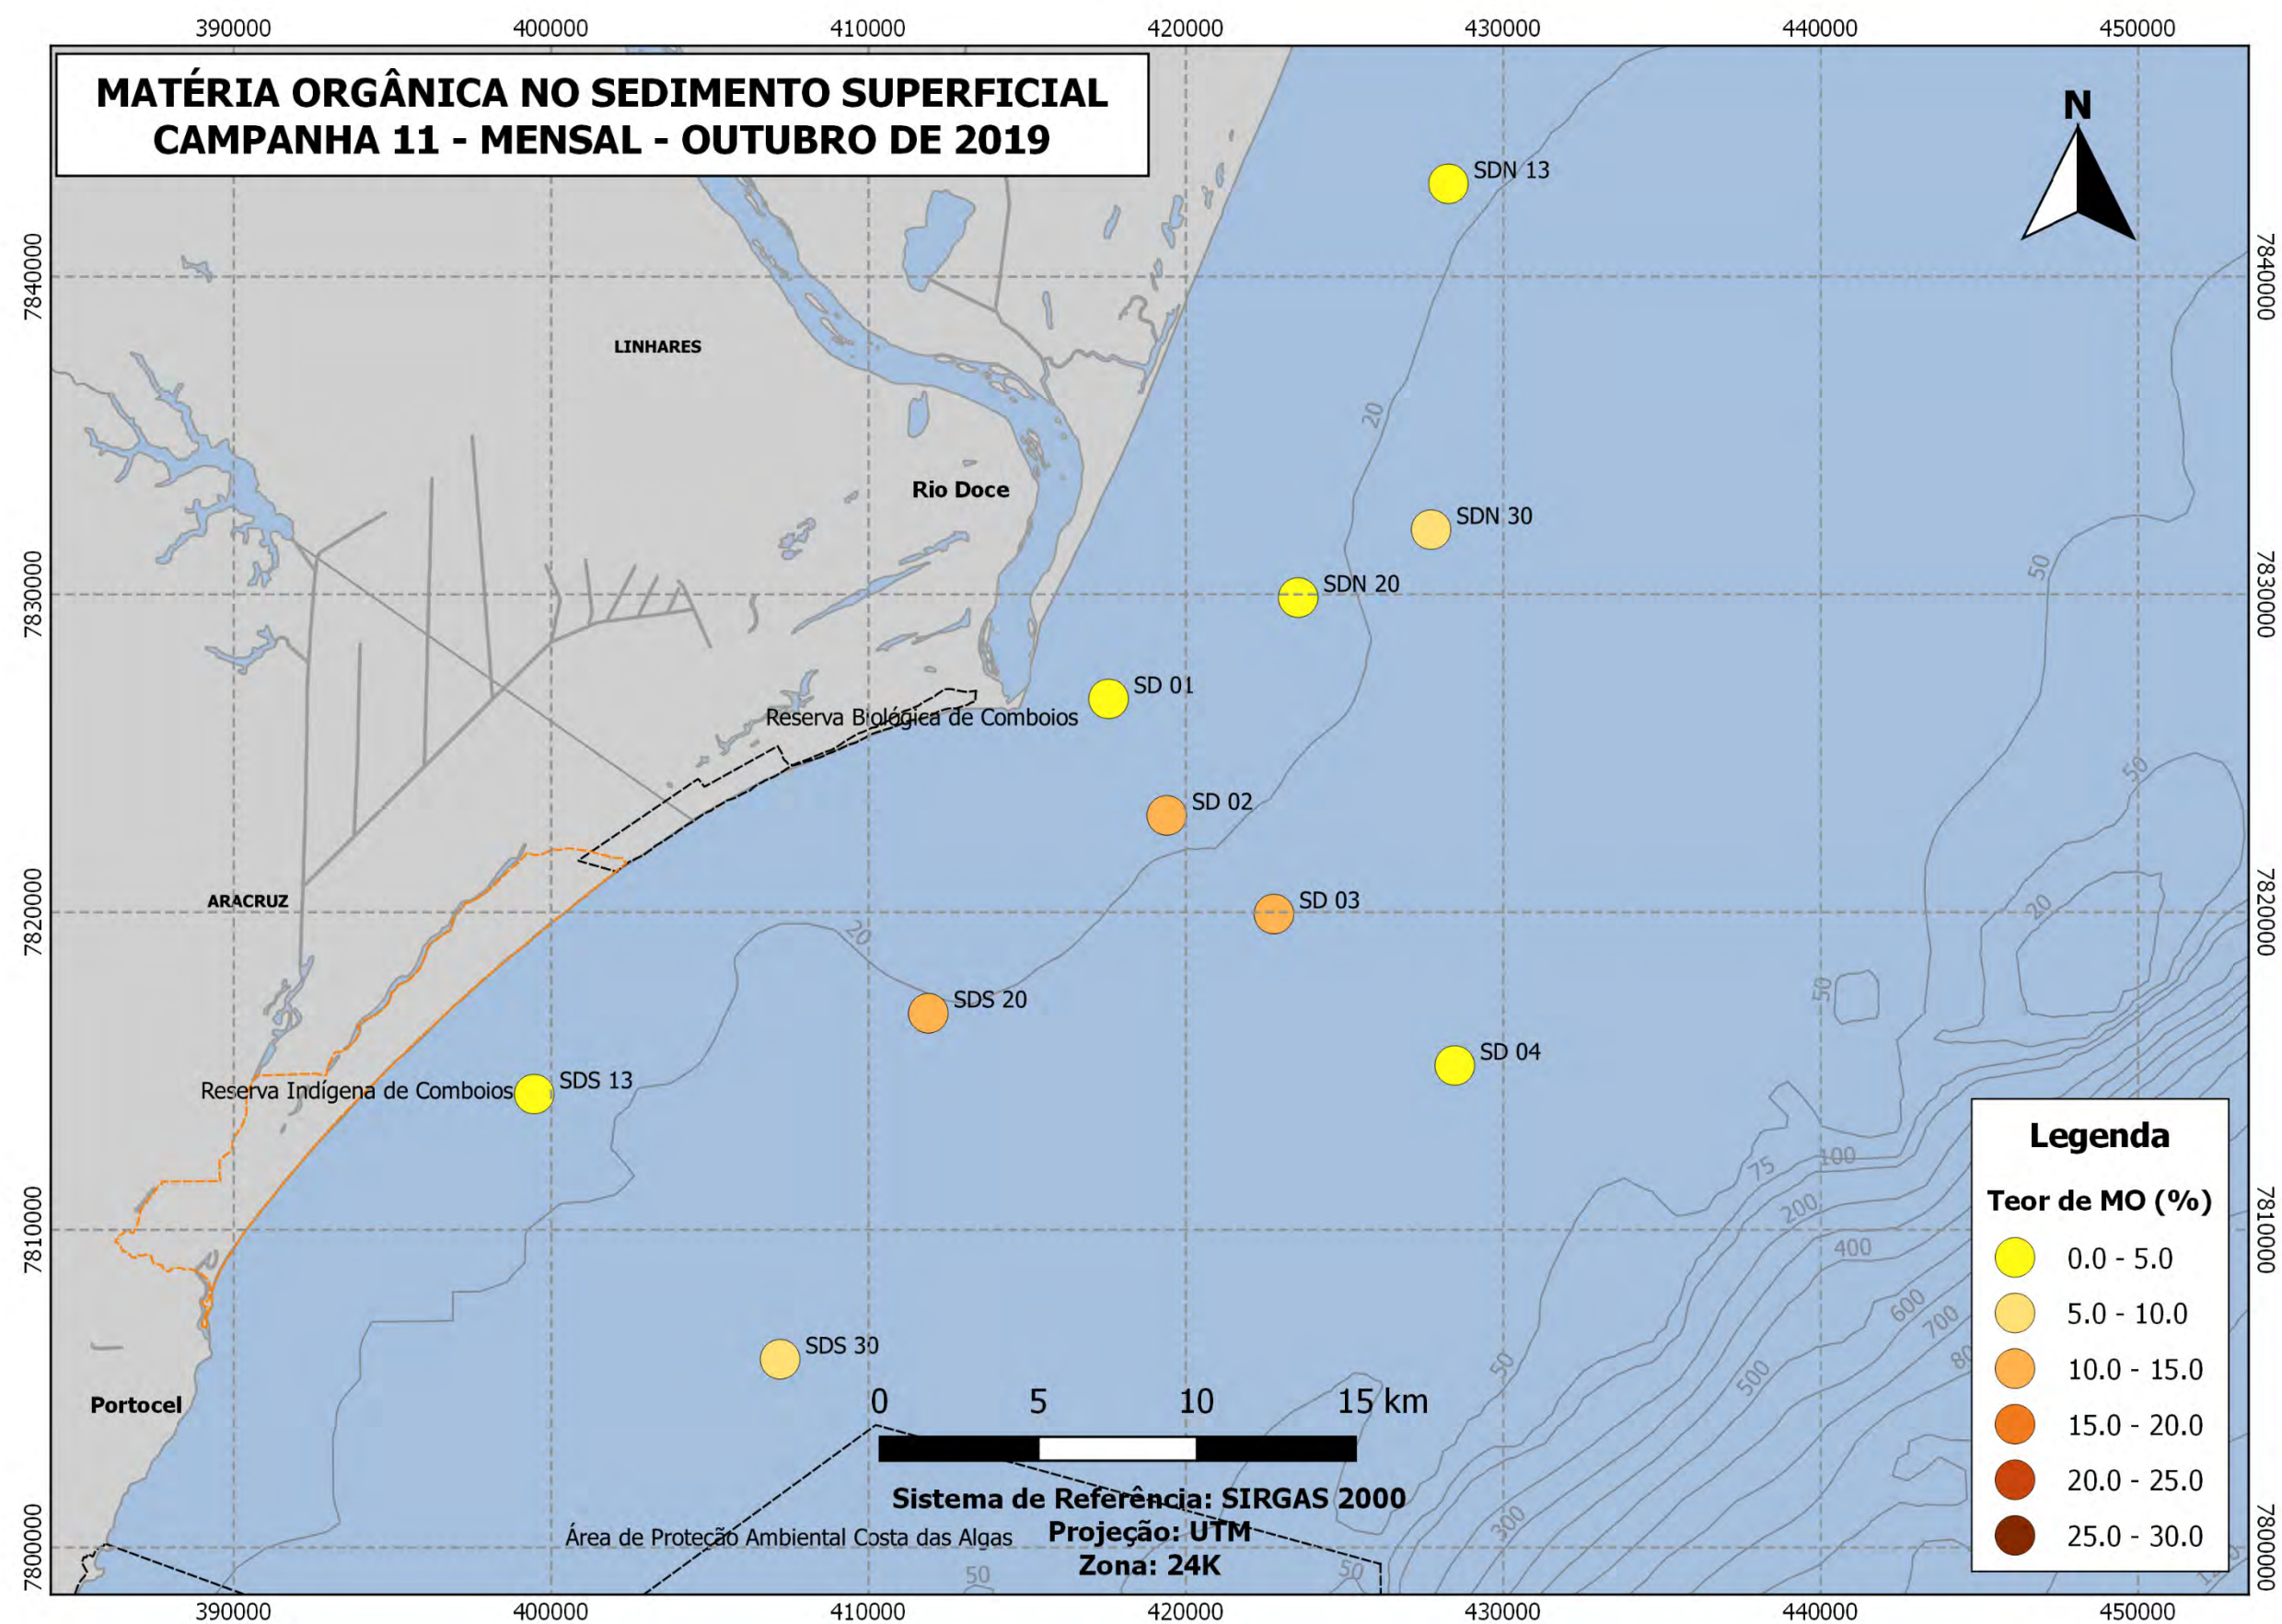 390000
400000
410000
420000
430000
440000
450000
MATÉRIA ORGÂNICA NO SEDIMENTO SUPERFICIAL
CAMPANHA 11 - MENSAL - OUTUBRO DE 2019
N
SDN 13
7840000
7840000
LINHARES
20
Rio Doce
SDN 30
50
SDN 20
7830000
7830000
SD 01
Reserva Biológica de Comboios
50
SD 02
ARACRUZ
SD 03
20
7820000
7820000
20
SDS 20
50
SD 04
SDS 13
Reserva Indígena de Comboios
Legenda
75
100
Teor de MO (%)
200
7810000
7810000
400
0.0 - 5.0
600
5.0 - 10.0
700
SDS 30
50
10.0 - 15.0
500
Portocel
0 5 10 15 km
15.0 - 20.0
20.0 - 25.0
Sistema de Referência: SIRGAS 2000
300
Área de Proteção Ambiental Costa das Algas
Projeção: UTM
25.0 - 30.0
7800000
7800000
Zona: 24K
50
50
390000
400000
410000
420000
430000
440000
450000